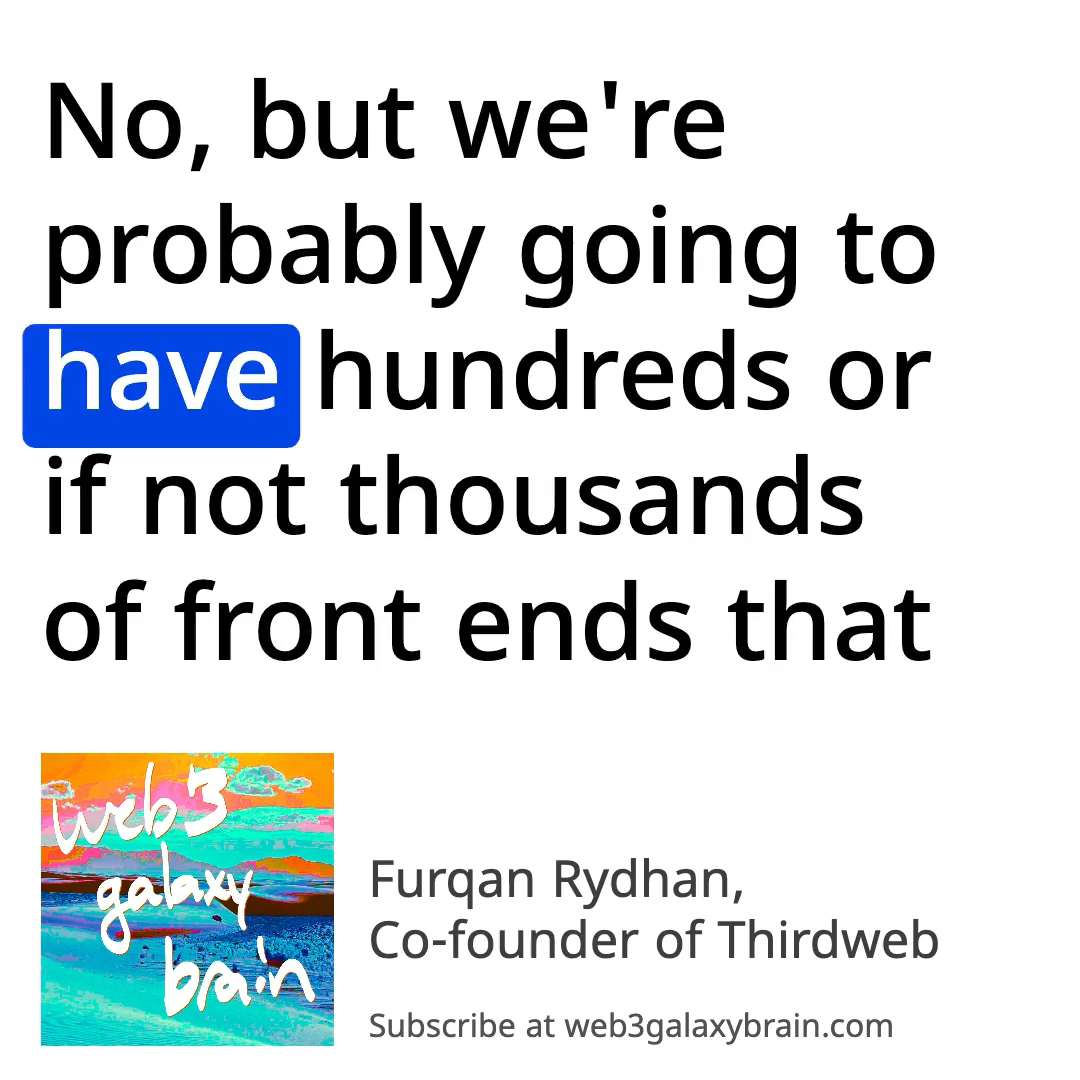 No, but we're
probably going to
have hundreds or
if not thousands
of front ends that
web3
galaxy
brain
Furqan Rydhan,
Co-founder of Thirdweb
Subscribe at web3galaxybrain.com